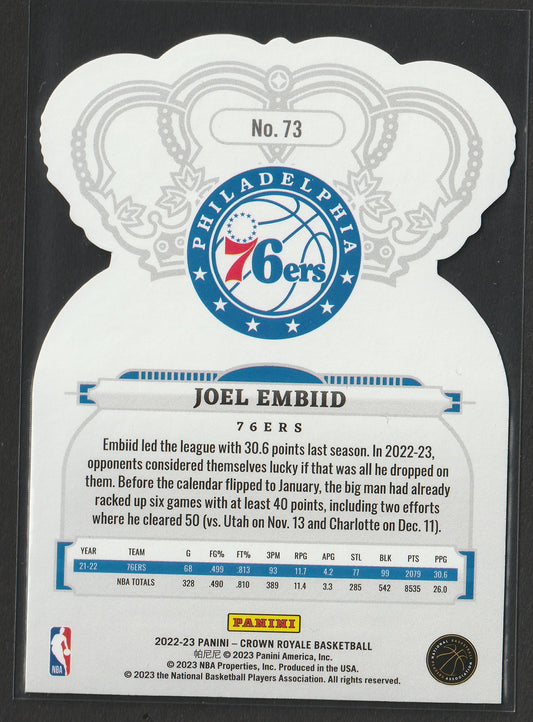 No. 73
PHILADELPHIA
76ers
JOEL EMBIID
76ERS
Embiid led the league with 30.6 points last season. In 2022-23,
opponents considered themselves lucky if that was all he dropped on
them. Before the calendar flipped to January, the big man had already
racked up six games with at least 40 points, including two efforts
where he cleared 50 (vs. Utah on Nov. 13 and Charlotte on Dec. 11).
YEAR TEAM G FG% FT% 3PM RPG APG STL BLK PTS PPG
21-22 76ERS 68 .499 .813 93 11.7 4.2 77 99 2079 30.6
NBA TOTALS 328 .490 .810 389 11.4 3.3 285 542 8535 26.0
PANINI
2022-23 PANINI – CROWN ROYALE BASKETBALL
帕尼尼 © 2023 Panini America, Inc.
© 2023 NBA Properties, Inc. Produced in the USA.
© 2023 the National Basketball Players Association. All rights reserved.
NBA
NATIONAL BASKETBALL
PLAYERS ASSOCIATION